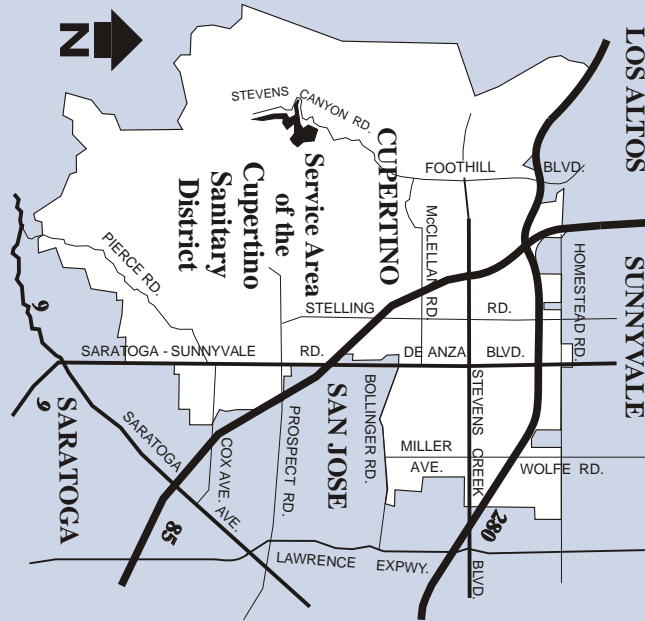 N
LOS ALTOS
SUNNYVALE
STEVENS CANYON RD.
CUPERTINO
FOOTHILL BLVD.
Service Area
of the
Cupertino
Sanitary
District
McCLELLAN RD.
HOMESTEAD RD.
PIERCE RD.
STELLING RD.
9
SARATOGA - SUNNYVALE RD.
DE ANZA BLVD.
SARATOGA
9
SARATOGA AVE.
COX AVE.
PROSPECT RD.
SAN JOSE
BOLLINGER RD.
STEVENS CREEK BLVD.
MILLER
AVE.
WOLFE RD.
85
280
LAWRENCE EXPWY.